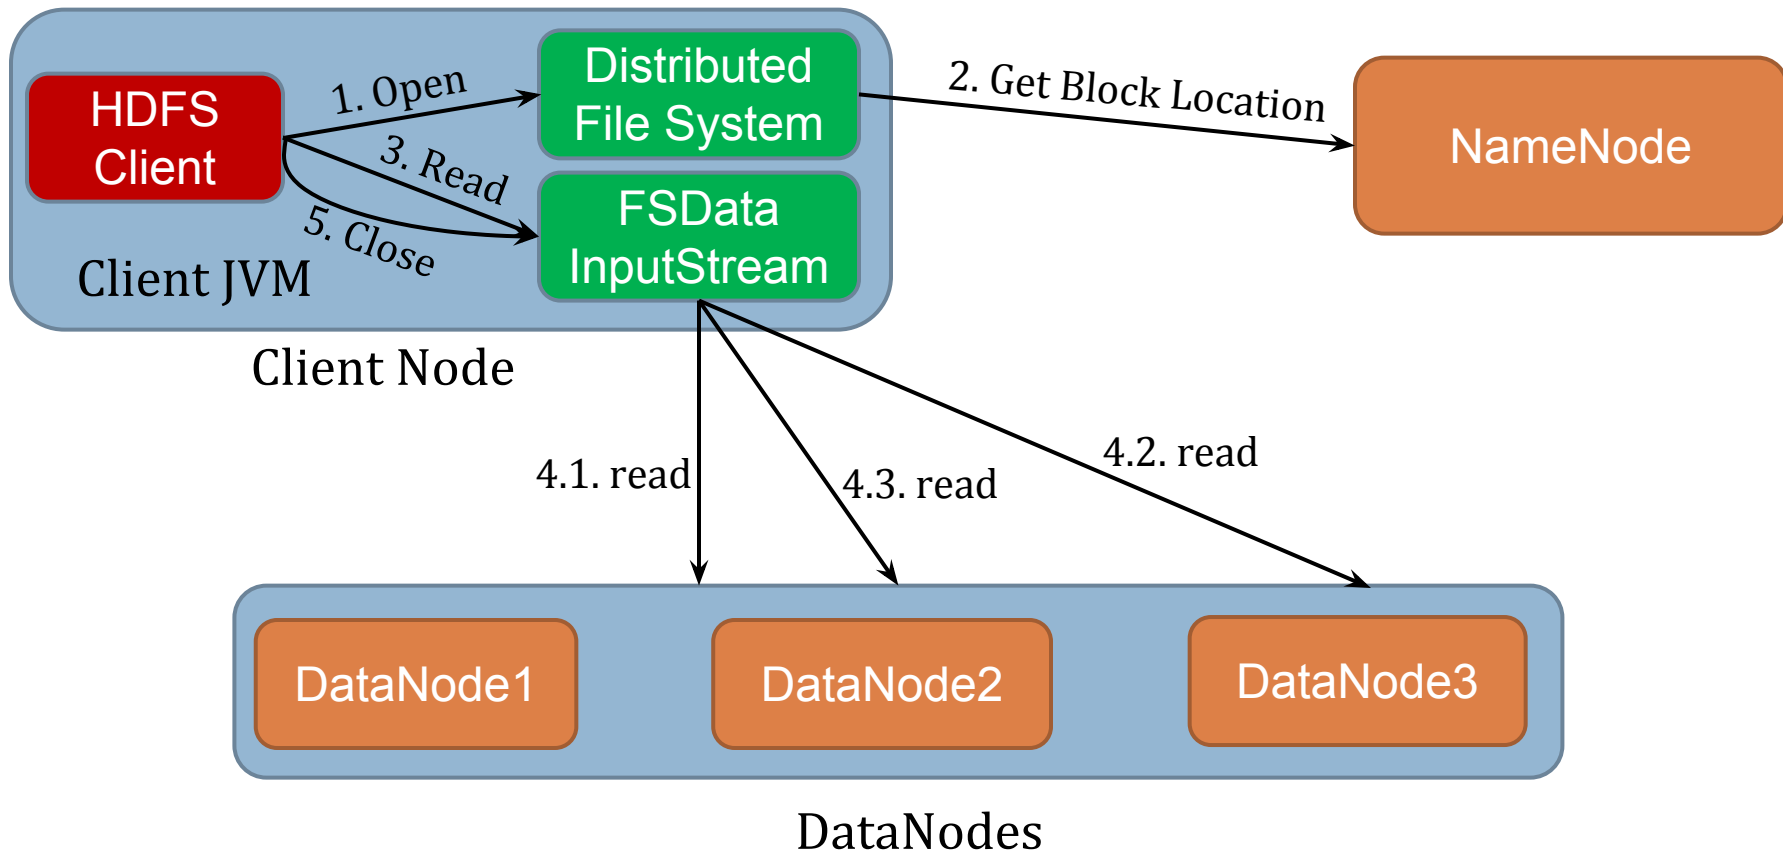 HDFS
Client
1. Open
3. Read
5. Close
Distributed
File System
FSData
InputStream
Client JVM
Client Node
2. Get Block Location
NameNode
4.1. read
4.3. read
4.2. read
DataNode1
DataNode2
DataNode3
DataNodes